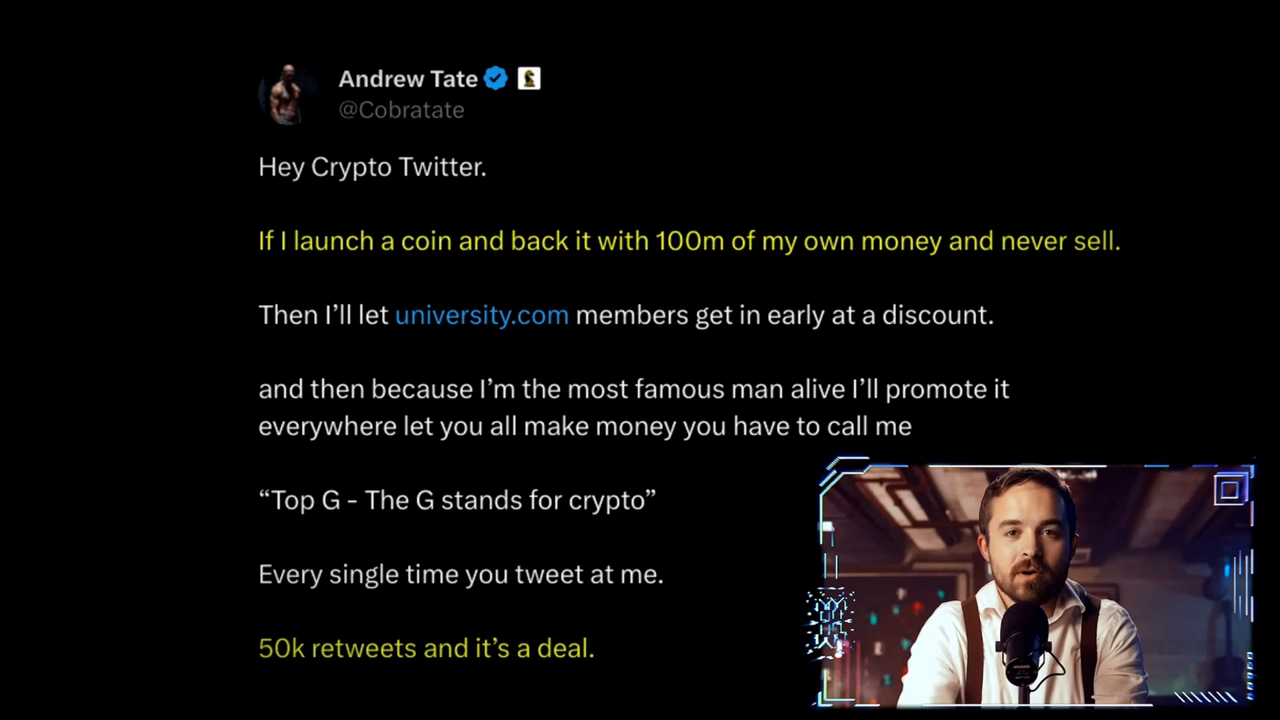 Andrew Tate
@Cobratate
Hey Crypto Twitter.
If I launch a coin and back it with 100m of my own money and never sell.
Then I’ll let university.com members get in early at a discount.
and then because I’m the most famous man alive I’ll promote it
everywhere let you all make money you have to call me
“Top G - The G stands for crypto”
Every single time you tweet at me.
50k retweets and it’s a deal.